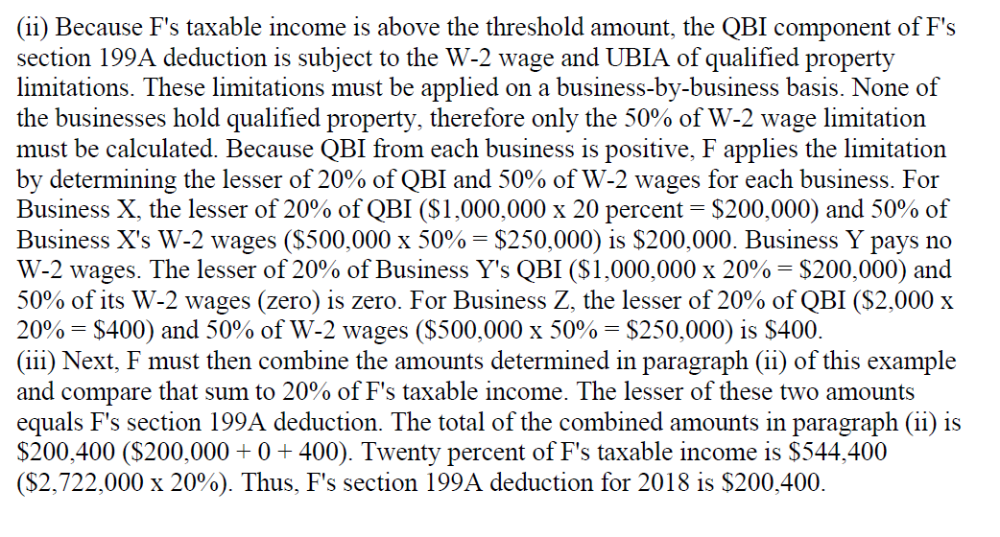 (ii) Because F's taxable income is above the threshold amount, the QBI component of F's
section 199A deduction is subject to the W-2 wage and UBIA of qualified property
limitations. These limitations must be applied on a business-by-business basis. None of
the businesses hold qualified property, therefore only the 50% of W-2 wage limitation
must be calculated. Because QBI from each business is positive, F applies the limitation
by determining the lesser of 20% of QBI and 50% of W-2 wages for each business. For
Business X, the lesser of 20% of QBI ($1,000,000 x 20 percent = $200,000) and 50% of
Business X's W-2 wages ($500,000 x 50% = $250,000) is $200,000. Business Y pays no
W-2 wages. The lesser of 20% of Business Y's QBI ($1,000,000 x 20% = $200,000) and
50% of its W-2 wages (zero) is zero. For Business Z, the lesser of 20% of QBI ($2,000 x
20% = $400) and 50% of W-2 wages ($500,000 x 50% = $250,000) is $400.
(iii) Next, F must then combine the amounts determined in paragraph (ii) of this example
and compare that sum to 20% of F's taxable income. The lesser of these two amounts
equals F's section 199A deduction. The total of the combined amounts in paragraph (ii) is
$200,400 ($200,000 + 0 + 400). Twenty percent of F's taxable income is $544,400
($2,722,000 x 20%). Thus, F's section 199A deduction for 2018 is $200,400.